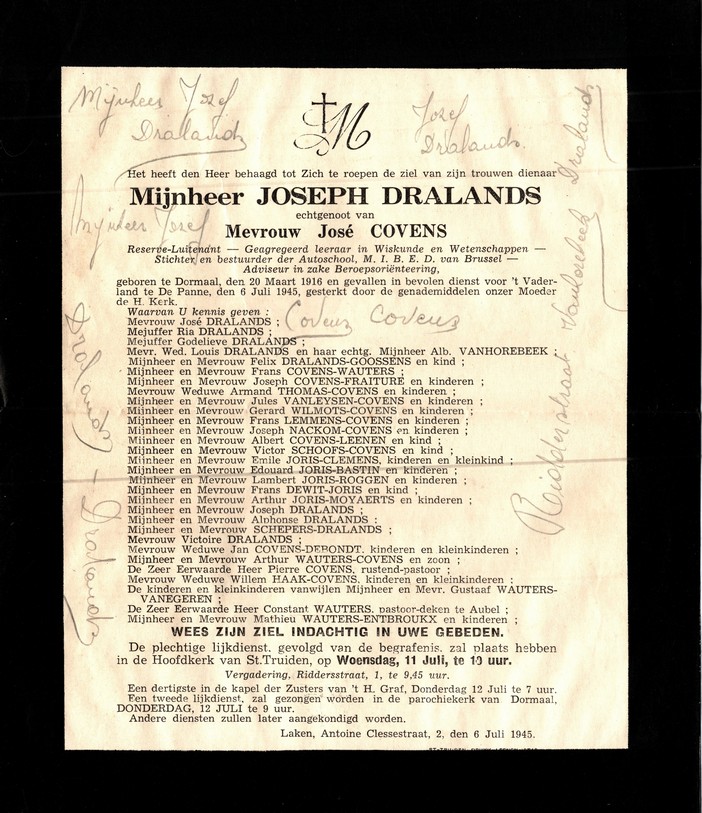 Mijnheer Jozef
Dralands
Jozef
Dralands.
Het heeft den Heer behaagd tot Zich te roepen de ziel van zijn trouwen dienaar
Mijnheer JOSEPH DRALANDS
echtgenoot van
Mevrouw José COVENS
Mijnheer Jozef
Reserve-Luitenant — Geagregeerd leeraar in Wiskunde en Wetenschappen —
Stichter en bestuurder der Autoschool, M. I. B. E. D. van Brussel —
Adviseur in zake Beroepsoriënteering,
geboren te Dormaal, den 20 Maart 1916 en gevallen in bevolen dienst voor 't Vader-
land te De Panne, den 6 Juli 1945, gesterkt door de genademiddelen onzer Moeder
de H. Kerk.
Waarvan U kennis geven :
Mevrouw José DRALANDS ;
Covens Covens
Mejuffer Ria DRALANDS ;
Mejuffer Godelieve DRALANDS ;
Mevr. Wed. Louis DRALANDS en haar echtg. Mijnheer Alb. VANHOREBEEK ;
Mijnheer en Mevrouw Felix DRALANDS-GOOSSENS en kind ;
Mijnheer en Mevrouw Frans COVENS-WAUTERS ;
Mijnheer en Mevrouw Joseph COVENS-FRAITURE en kinderen ;
Mevrouw Weduwe Armand THOMAS-COVENS en kinderen ;
Mijnheer en Mevrouw Jules VANLEYSEN-COVENS en kinderen ;
Mijnheer en Mevrouw Gerard WILMOTS-COVENS en kinderen ;
Mijnheer en Mevrouw Frans LEMMENS-COVENS en kinderen ;
Mijnheer en Mevrouw Joseph NACKOM-COVENS en kinderen ;
Mijnheer en Mevrouw Albert COVENS-LEENEN en kind ;
Mijnheer en Mevrouw Victor SCHOOFS-COVENS en kind ;
Mijnheer en Mevrouw Emile JORIS-CLEMENS, kinderen en kleinkind ;
Mijnheer en Mevrouw Edouard JORIS-BASTIN en kinderen ;
Mijnheer en Mevrouw Lambert JORIS-ROGGEN en kinderen ;
Mijnheer en Mevrouw Frans DEWIT-JORIS en kind ;
Mijnheer en Mevrouw Arthur JORIS-MOYAERTS en kinderen ;
Mijnheer en Mevrouw Joseph DRALANDS ;
Mijnheer en Mevrouw Alphonse DRALANDS ;
Mijnheer en Mevrouw SCHEPERS-DRALANDS ;
Mevrouw Victoire DRALANDS ;
Mevrouw Weduwe Jan COVENS-DEBONDT, kinderen en kleinkinderen ;
Mijnheer en Mevrouw Arthur WAUTERS-COVENS en zoon ;
De Zeer Eerwaarde Heer Pierre COVENS, rustend-pastoor ;
Mevrouw Weduwe Willem HAAK-COVENS, kinderen en kleinkinderen ;
De kinderen en kleinkinderen vanwijlen Mijnheer en Mevr. Gustaaf WAUTERS-
VANEGEREN ;
De Zeer Eerwaarde Heer Constant WAUTERS, pastoor-deken te Aubel ;
Mijnheer en Mevrouw Mathieu WAUTERS-ENTBROUKX en kinderen ;
WEES ZIJN ZIEL INDACHTIG IN UWE GEBEDEN.
De plechtige lijkdienst, gevolgd van de begrafenis, zal plaats hebben
in de Hoofdkerk van St.Truiden, op Woensdag, 11 Juli, te 10 uur.
Vergadering, Riddersstraat, 1, te 9,45 uur.
Een dertigste in de kapel der Zusters van 't H. Graf, Donderdag 12 Juli te 7 uur.
Een tweede lijkdienst, zal gezongen worden in de parochiekerk van Dormaal,
DONDERDAG, 12 JULI te 9 uur.
Andere diensten zullen later aangekondigd worden.
Laken, Antoine Clessestraat, 2, den 6 Juli 1945.
Dralands - Dralands
Ridderstraat Vanhorebeek Dralands